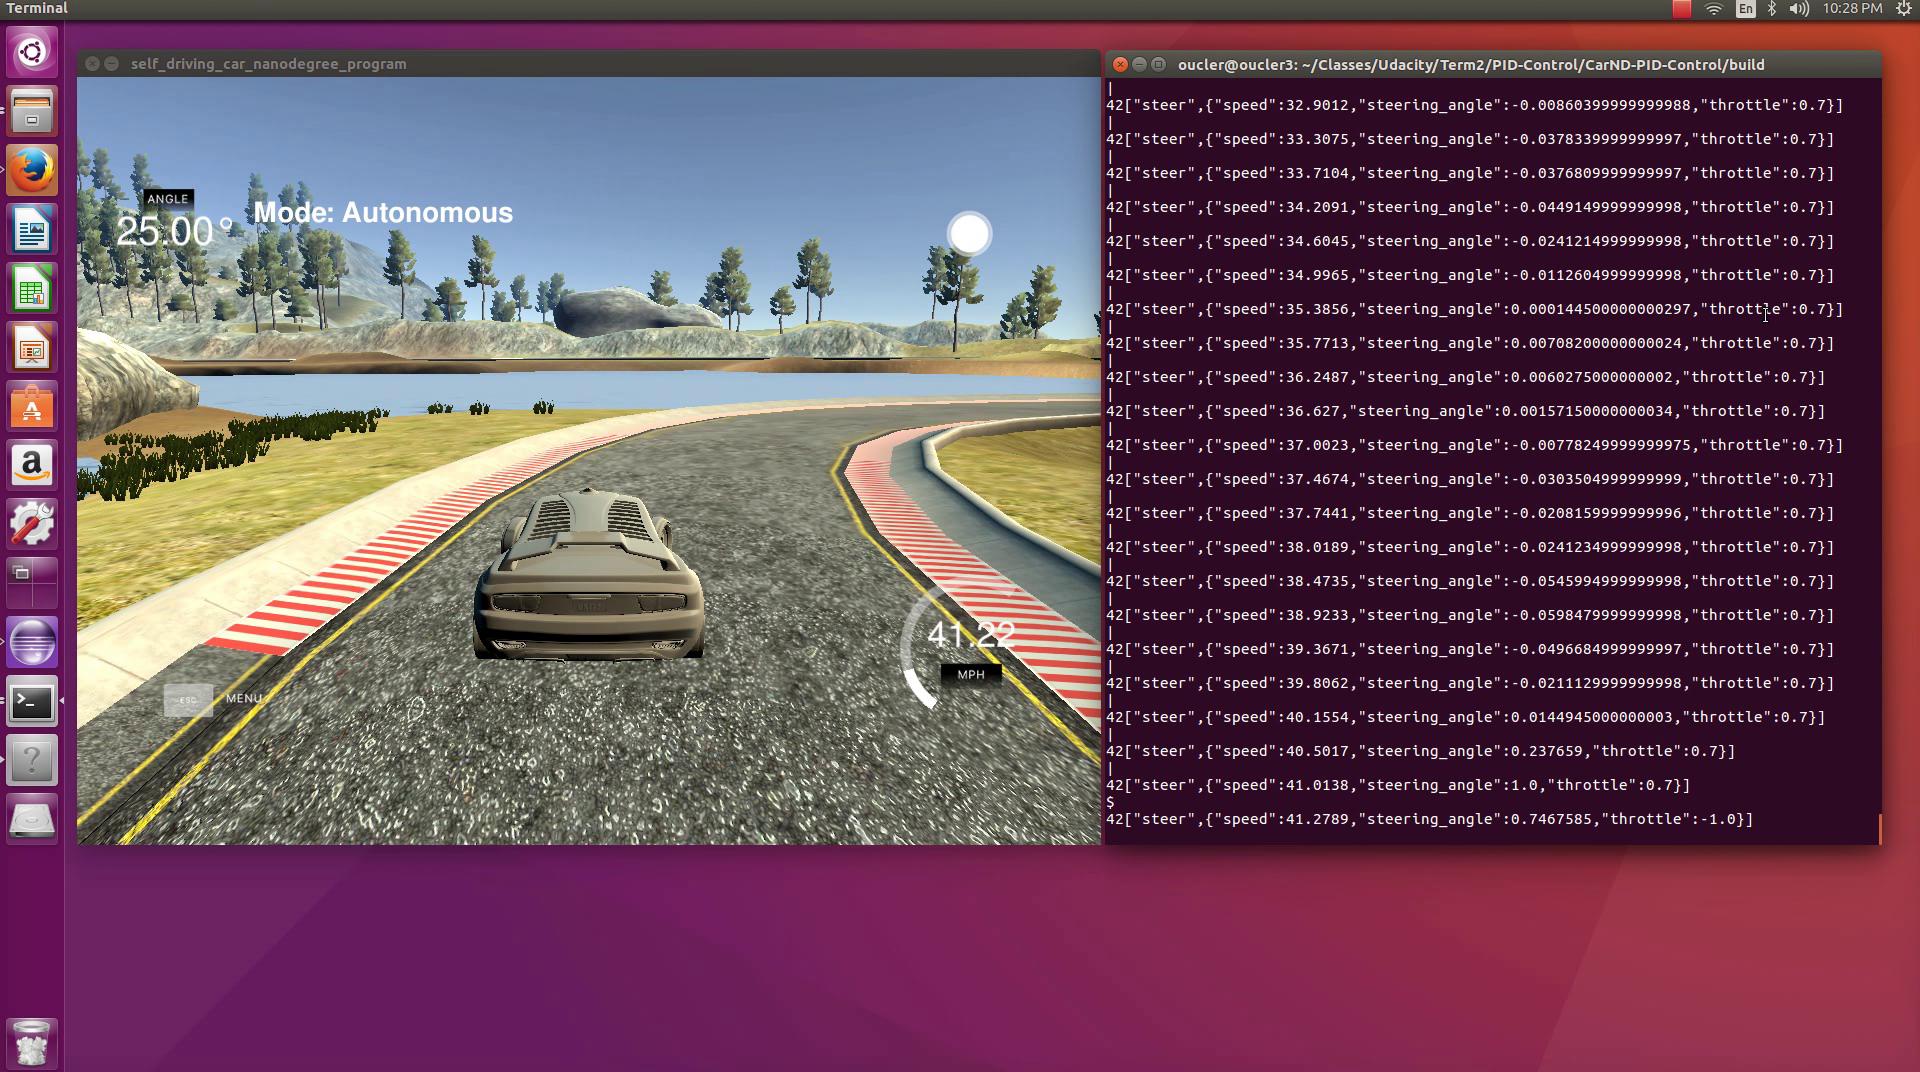 Terminal
En
10:28 PM
self_driving_car_nanodegree_program
ANGLE
25.00°
Mode: Autonomous
41.22
MPH
ESC
MENU
a
oucler@oucler3: ~/Classes/Udacity/Term2/PID-Control/CarND-PID-Control/build
|
42["steer",{"speed":32.9012,"steering_angle":-0.00860399999999988,"throttle":0.7}]
|
42["steer",{"speed":33.3075,"steering_angle":-0.0378339999999997,"throttle":0.7}]
|
42["steer",{"speed":33.7104,"steering_angle":-0.0376809999999997,"throttle":0.7}]
|
42["steer",{"speed":34.2091,"steering_angle":-0.0449149999999998,"throttle":0.7}]
|
42["steer",{"speed":34.6045,"steering_angle":-0.0241214999999998,"throttle":0.7}]
|
42["steer",{"speed":34.9965,"steering_angle":-0.0112604999999998,"throttle":0.7}]
|
42["steer",{"speed":35.3856,"steering_angle":0.000144500000000297,"throttle":0.7}]
|
42["steer",{"speed":35.7713,"steering_angle":0.00708200000000024,"throttle":0.7}]
|
42["steer",{"speed":36.2487,"steering_angle":0.0060275000000002,"throttle":0.7}]
|
42["steer",{"speed":36.627,"steering_angle":0.00157150000000034,"throttle":0.7}]
|
42["steer",{"speed":37.0023,"steering_angle":-0.00778249999999975,"throttle":0.7}]
|
42["steer",{"speed":37.4674,"steering_angle":-0.0303504999999999,"throttle":0.7}]
|
42["steer",{"speed":37.7441,"steering_angle":-0.0208159999999996,"throttle":0.7}]
|
42["steer",{"speed":38.0189,"steering_angle":-0.0241234999999998,"throttle":0.7}]
|
42["steer",{"speed":38.4735,"steering_angle":-0.0545994999999998,"throttle":0.7}]
|
42["steer",{"speed":38.9233,"steering_angle":-0.0598479999999998,"throttle":0.7}]
|
42["steer",{"speed":39.3671,"steering_angle":-0.0496684999999997,"throttle":0.7}]
|
42["steer",{"speed":39.8062,"steering_angle":-0.0211129999999998,"throttle":0.7}]
|
42["steer",{"speed":40.1554,"steering_angle":0.0144945000000003,"throttle":0.7}]
|
42["steer",{"speed":40.5017,"steering_angle":0.237659,"throttle":0.7}]
|
42["steer",{"speed":41.0138,"steering_angle":1.0,"throttle":0.7}]
$
42["steer",{"speed":41.2789,"steering_angle":0.7467585,"throttle":-1.0}]